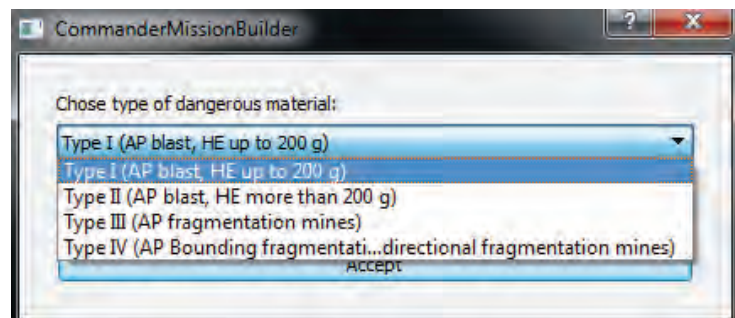 CommanderMissionBuilder
Chose type of dangerous material:
Type I (AP blast, HE up to 200 g)
Type I (AP blast, HE up to 200 g)
Type II (AP blast, HE more than 200 g)
Type III (AP fragmentation mines)
Type IV (AP Bounding fragmentati...directional fragmentation mines)
Accept